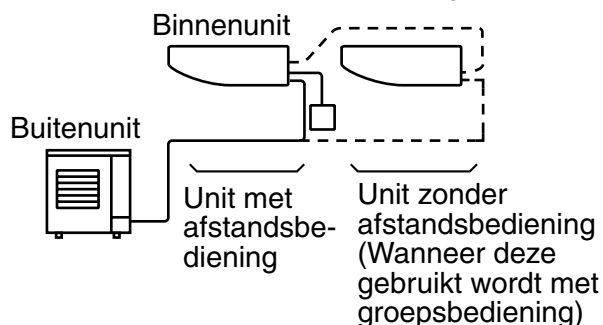 Binnenunit
Buitenunit
Unit met
afstandsbe-
diening
Unit zonder
afstandsbediening
(Wanneer deze
gebruikt wordt met
groepsbediening)